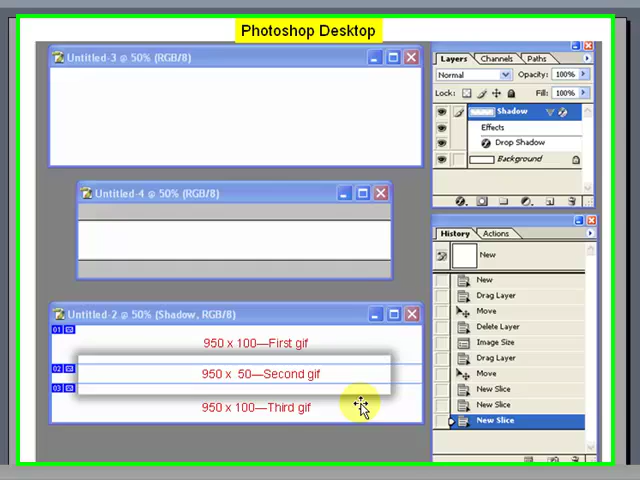 Photoshop Desktop
Untitled-3 @ 50% (RGB/8)
Untitled-4 @ 50% (RGB/8)
Untitled-2 @ 50% (Shadow, RGB/8)
01
950 x 100—First gif
02
950 x  50—Second gif
03
950 x 100—Third gif
Layers Channels Paths
Normal Opacity: 100%
Lock: Fill: 100%
Shadow
Effects
Drop Shadow
Background
History Actions
New
New
Drag Layer
Move
Delete Layer
Image Size
Drag Layer
Move
New Slice
New Slice
New Slice